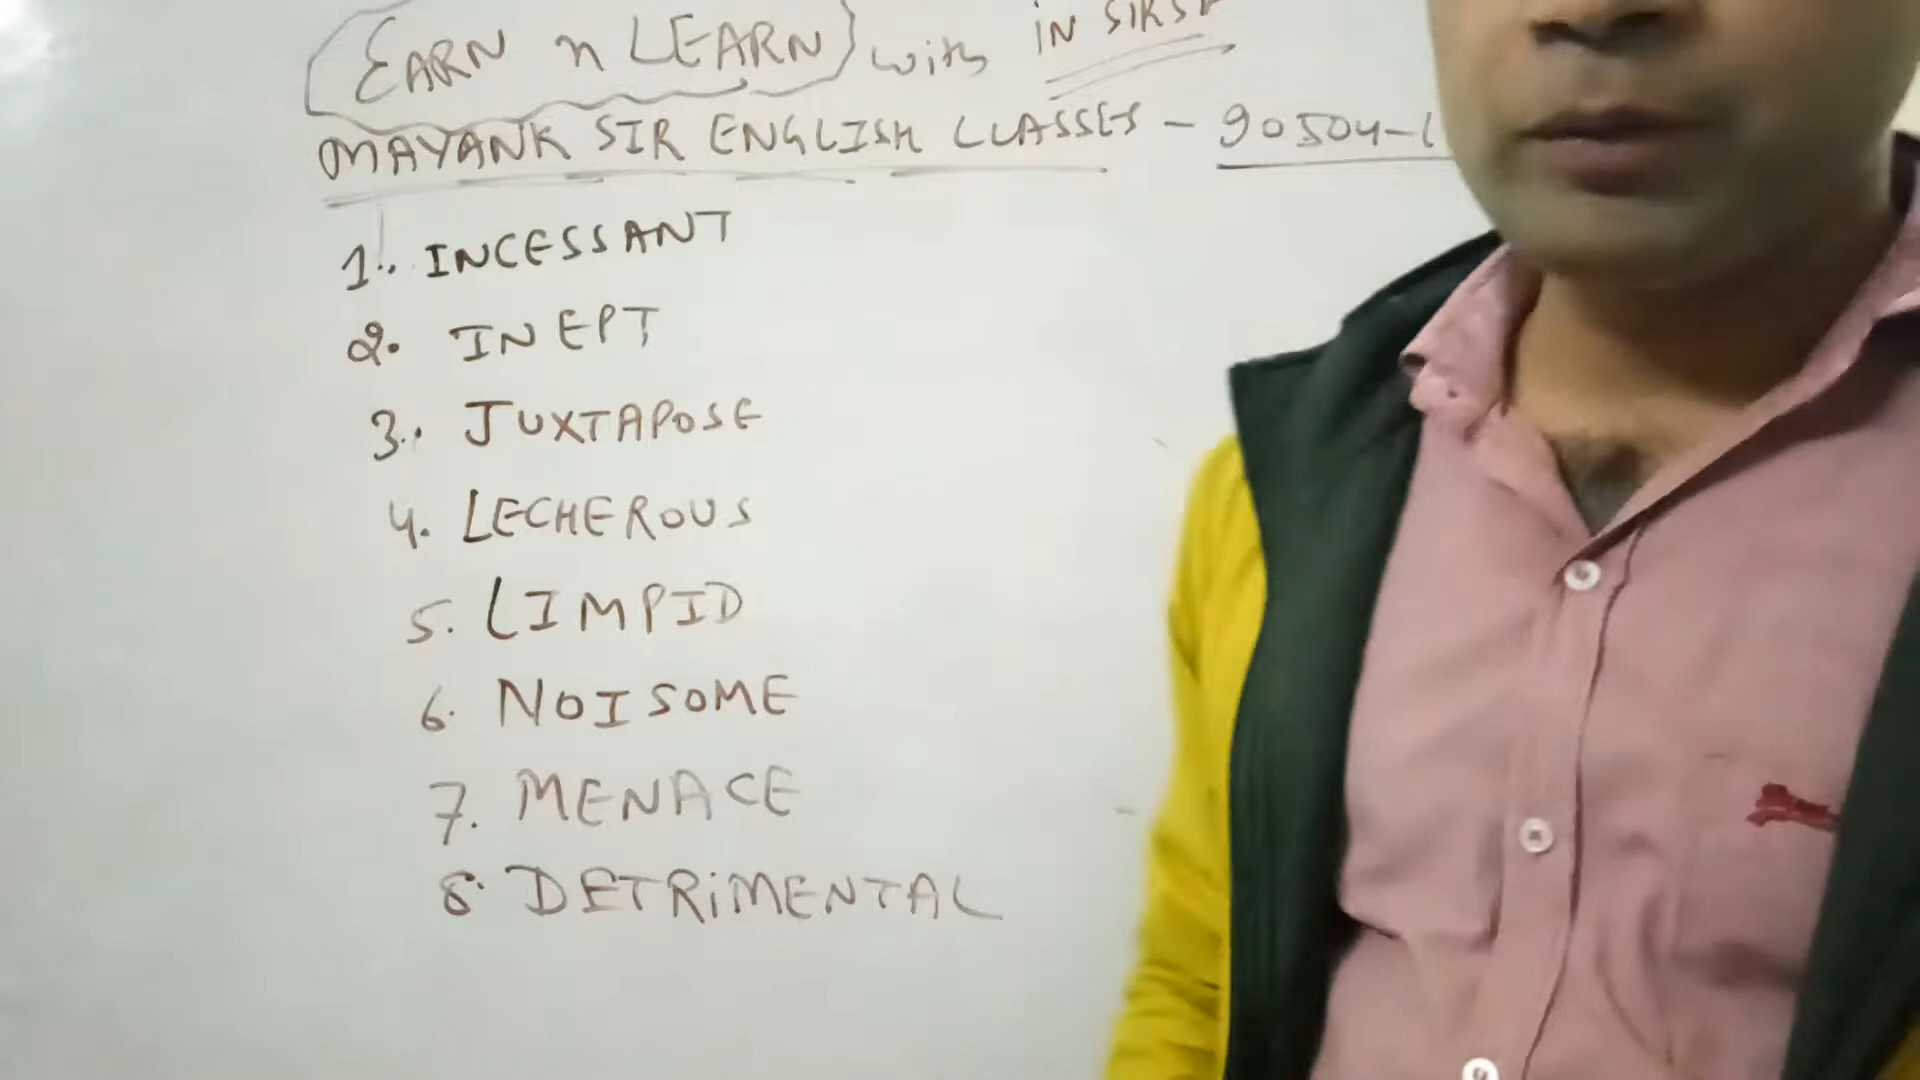 EARN n LEARN with IN SIRSA
MAYANK SIR ENGLISH CLASSES - 90504-
1. INCESSANT
2. INEPT
3. JUXTAPOSE
4. LECHEROUS
5. LIMPID
6. NOISOME
7. MENACE
8. DETRIMENTAL